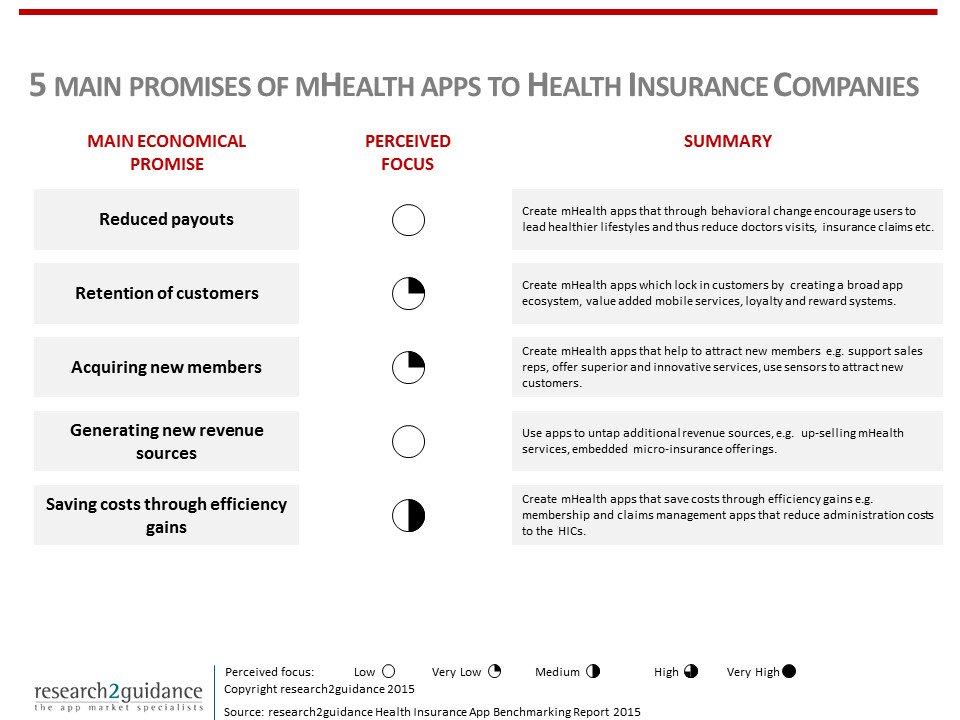 5 MAIN PROMISES OF MHEALTH APPS TO HEALTH INSURANCE COMPANIES
MAIN ECONOMICAL
PROMISE
PERCEIVED
FOCUS
SUMMARY
Reduced payouts
Create mHealth apps that through behavioral change encourage users to
lead healthier lifestyles and thus reduce doctors visits, insurance claims etc.
Retention of customers
Create mHealth apps which lock in customers by creating a broad app
ecosystem, value added mobile services, loyalty and reward systems.
Acquiring new members
Create mHealth apps that help to attract new members e.g. support sales
reps, offer superior and innovative services, use sensors to attract new
customers.
Generating new revenue
sources
Use apps to untap additional revenue sources, e.g. up-selling mHealth
services, embedded micro-insurance offerings.
Saving costs through efficiency
gains
Create mHealth apps that save costs through efficiency gains e.g.
membership and claims management apps that reduce administration costs
to the HICs.
research2guidance
the app market specialists
Perceived focus: Low Very Low Medium High Very High
Copyright research2guidance 2015
Source: research2guidance Health Insurance App Benchmarking Report 2015